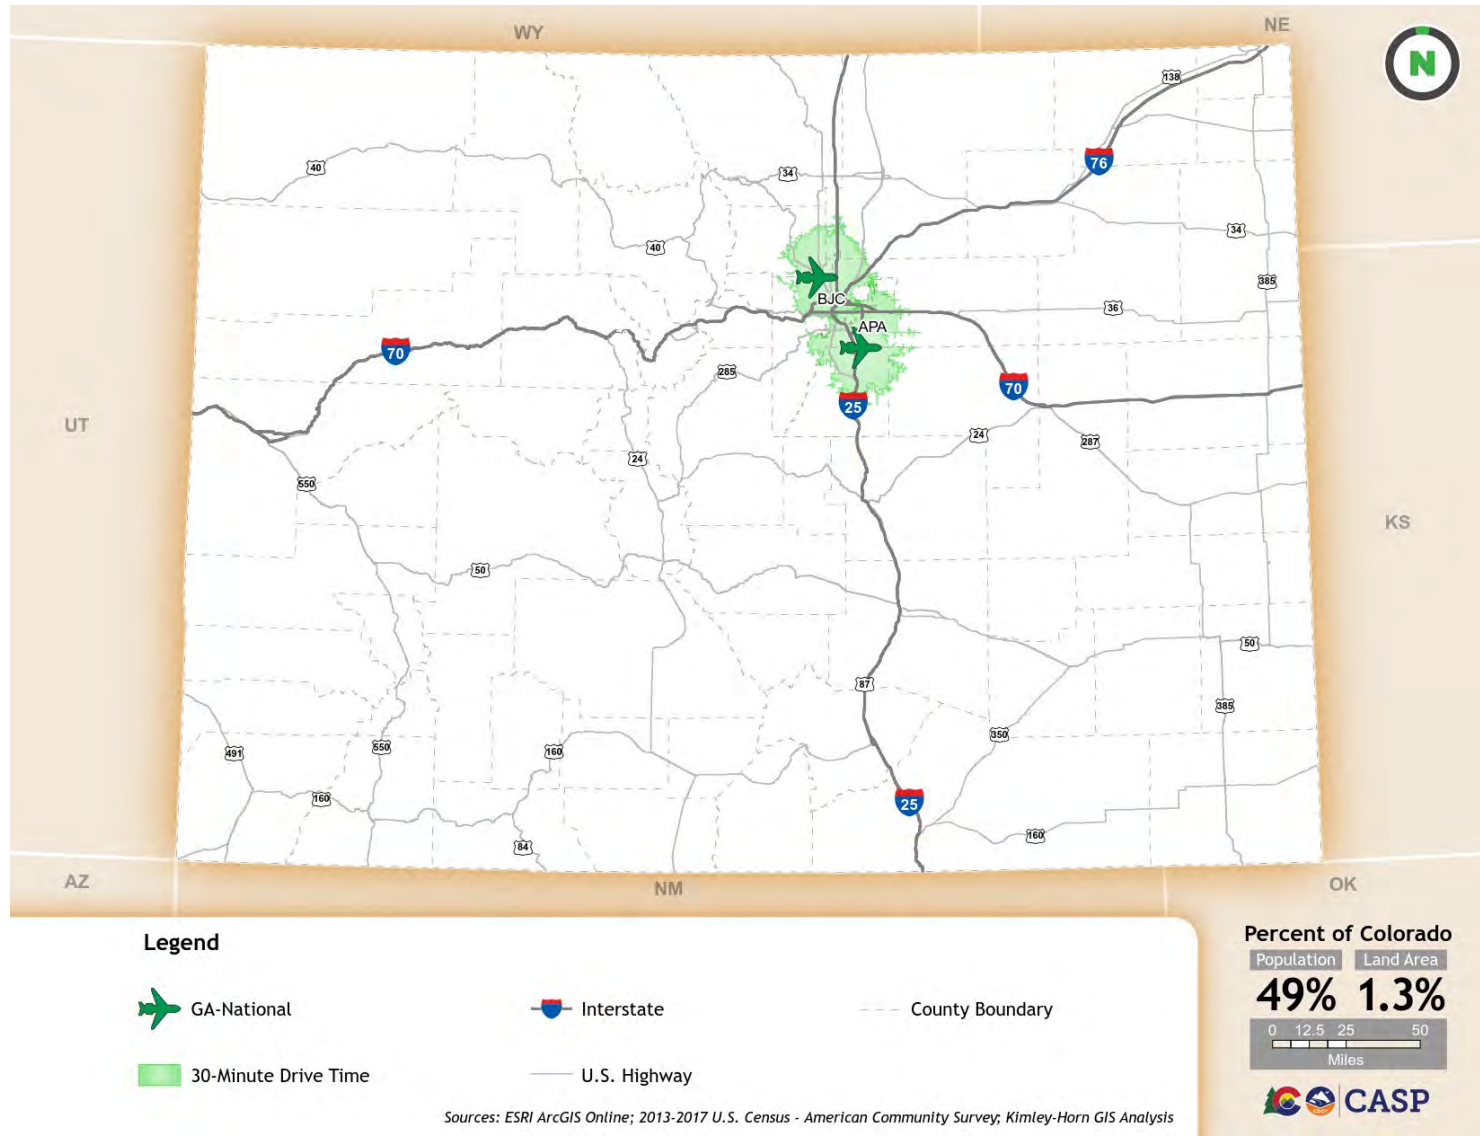 WY
NE
N
138
76
40
34
40
34
385
BJC
36
APA
70
285
70
25
UT
24
24
287
550
KS
50
50
87
385
350
491
550
160
160
25
160
84
AZ
NM
OK
Legend
GA-National
Interstate
County Boundary
30-Minute Drive Time
U.S. Highway
Sources: ESRI ArcGIS Online; 2013-2017 U.S. Census - American Community Survey; Kimley-Horn GIS Analysis
Percent of Colorado
Population Land Area
49% 1.3%
0 12.5 25 50
Miles
CASP